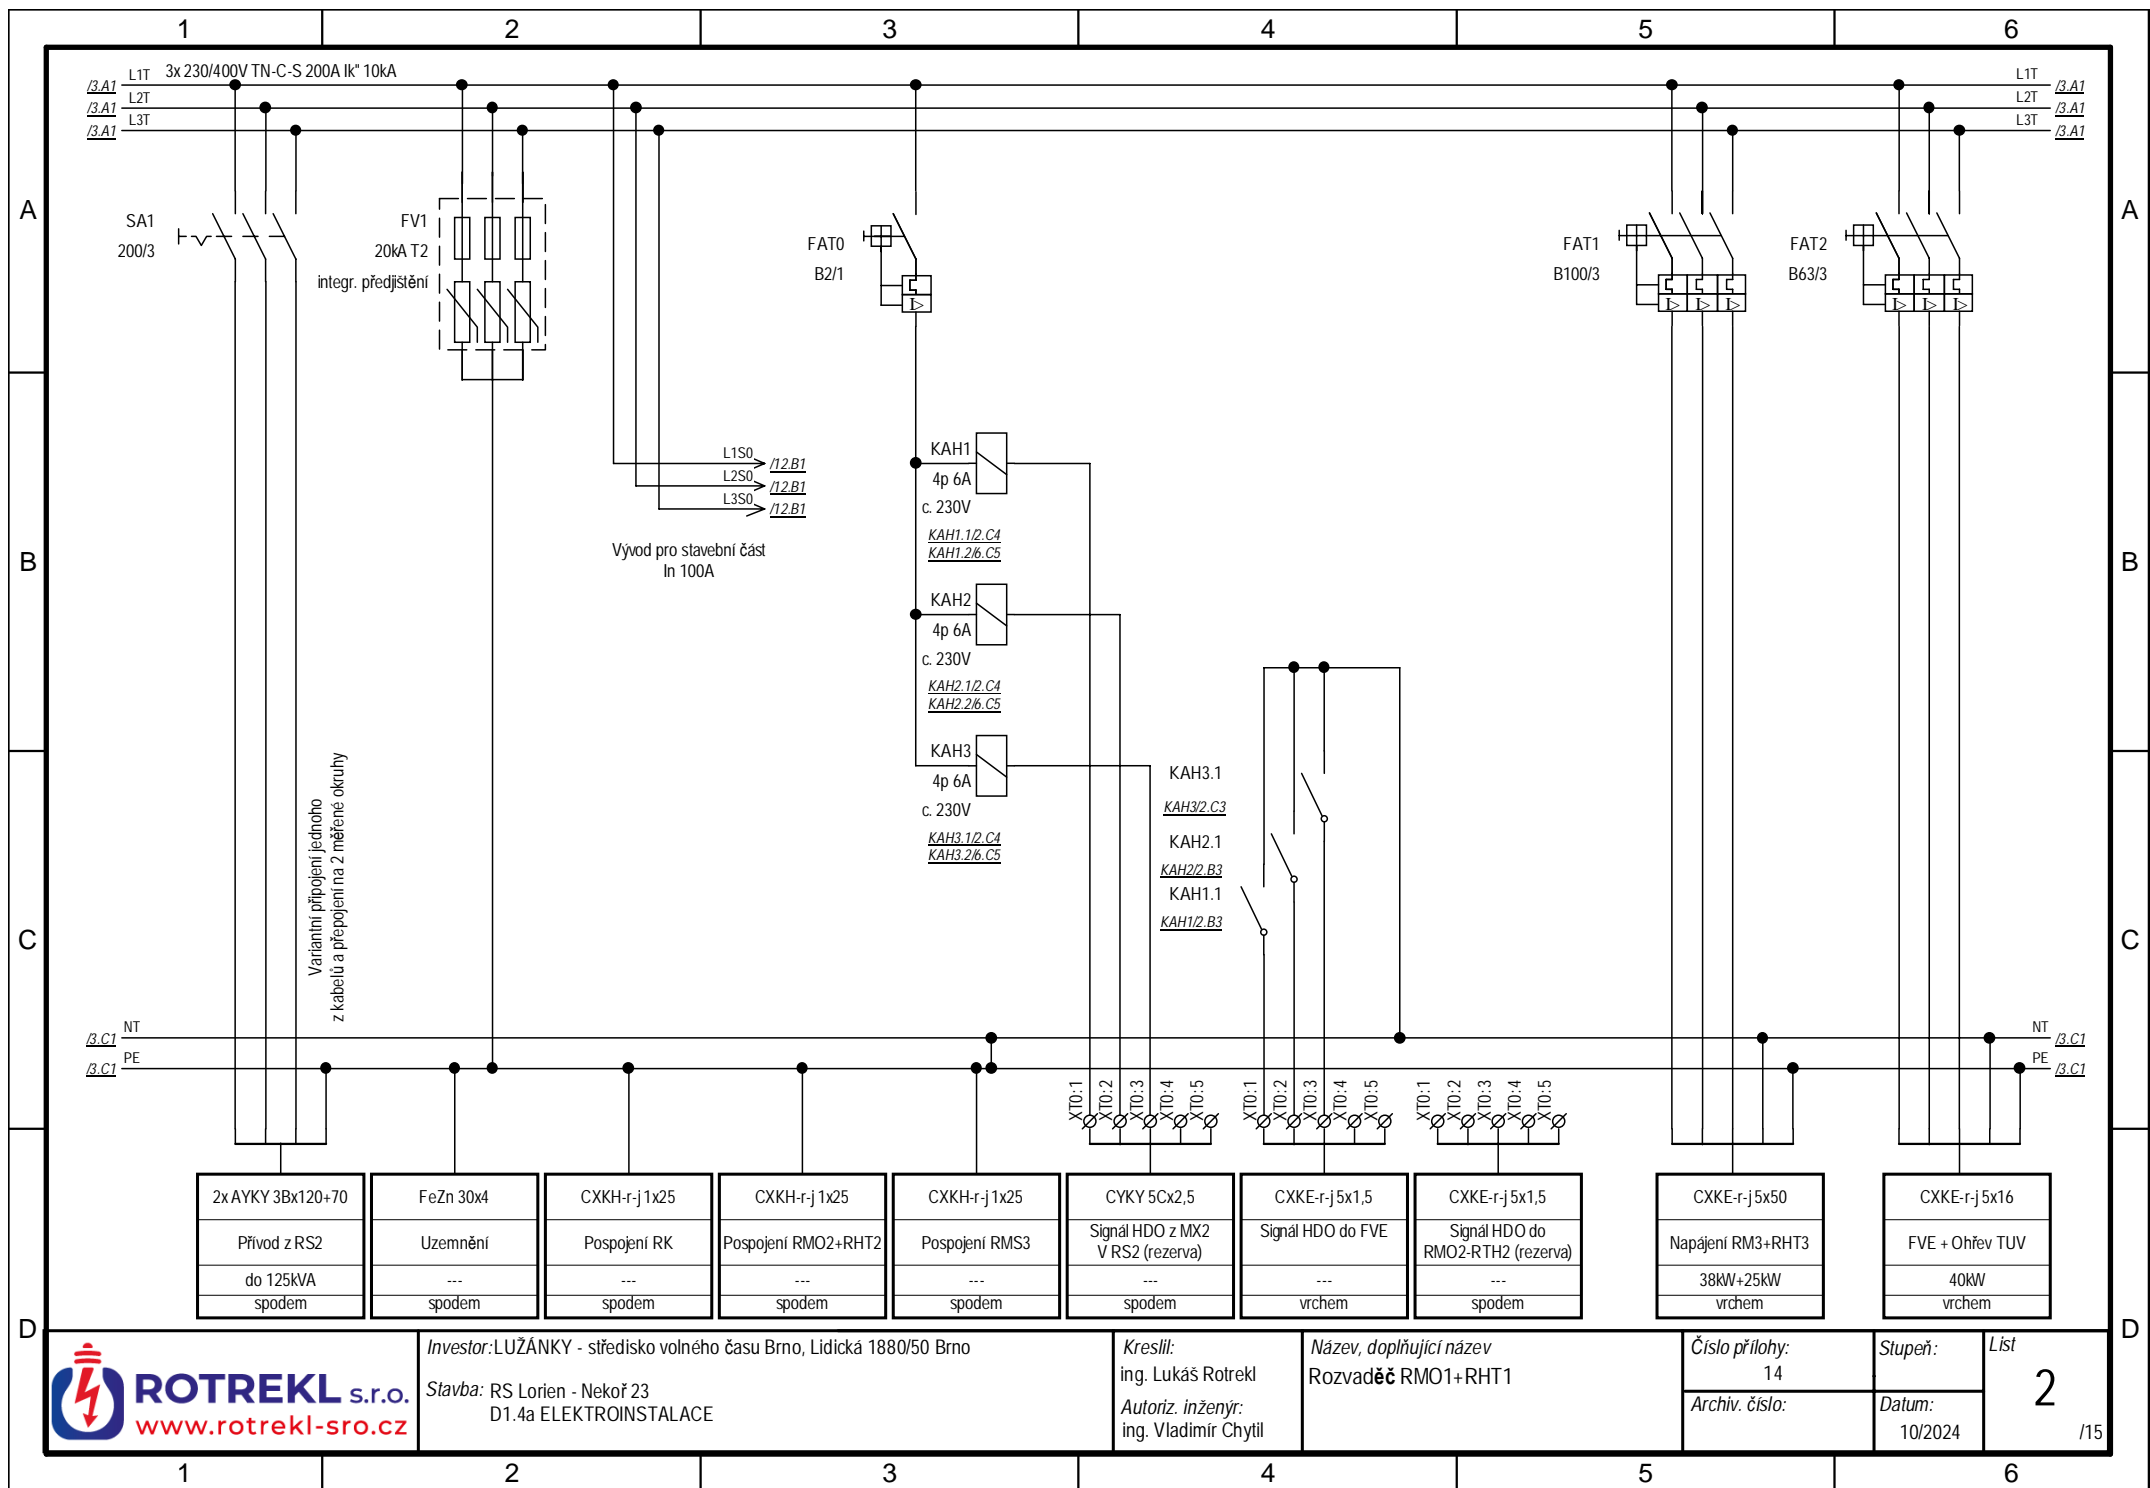 1 2 3 4 5 6
L1T 3x 230/400V TN-C-S 200A Ik" 10kA L1T
/3.A1 /3.A1
L2T L2T
/3.A1 /3.A1
L3T L3T
/3.A1 /3.A1
A A
SA1
200/3
FV1
20kA T2
integr. předjištění
FAT0
B2/1
FAT1
B100/3
FAT2
B63/3
I> I> I> I> I> I> I>
L1S0 /12.B1
L2S0 /12.B1
L3S0 /12.B1
Vývod pro stavební část
In 100A
B B
KAH1
4p 6A
c. 230V
KAH1.1/2.C4
KAH1.2/6.C5
KAH2
4p 6A
c. 230V
KAH2.1/2.C4
KAH2.2/6.C5
KAH3
4p 6A
c. 230V
KAH3.1/2.C4
KAH3.2/6.C5
KAH3.1
KAH3/2.C3
KAH2.1
KAH2/2.B3
KAH1.1
KAH1/2.B3
Variantní připojení jednoho
z kabelů a přepojení na 2 měřené okruhy
C C
NT NT
/3.C1 /3.C1
PE PE
/3.C1 /3.C1
XT0:1 XT0:2 XT0:3 XT0:4 XT0:5
XT0:1 XT0:2 XT0:3 XT0:4 XT0:5
XT0:1 XT0:2 XT0:3 XT0:4 XT0:5
2x AYKY 3Bx120+70
Přívod z RS2
do 125kVA
spodem
FeZn 30x4
Uzemnění
---
spodem
CXKH-r-j 1x25
Pospojení RK
---
spodem
CXKH-r-j 1x25
Pospojení RMO2+RHT2
---
spodem
CXKH-r-j 1x25
Pospojení RMS3
---
spodem
CYKY 5Cx2,5
Signál HDO z MX2
V RS2 (rezerva)
---
spodem
CXKE-r-j 5x1,5
Signál HDO do FVE
---
vrchem
CXKE-r-j 5x1,5
Signál HDO do
RMO2-RTH2 (rezerva)
---
spodem
CXKE-r-j 5x50
Napájení RM3+RHT3
38kW+25kW
vrchem
CXKE-r-j 5x16
FVE + Ohřev TUV
40kW
vrchem
D D
ROTREKL s.r.o.
www.rotrekl-sro.cz
Investor: LUŽÁNKY - středisko volného času Brno, Lidická 1880/50 Brno
Stavba: RS Lorien - Nekoř 23
D1.4a ELEKTROINSTALACE
Kreslil:
ing. Lukáš Rotrekl
Autoriz. inženýr:
ing. Vladimír Chytil
Název, doplňující název
Rozvaděč RMO1+RHT1
Číslo přílohy:
14
Archiv. číslo:
Stupeň:
Datum:
10/2024
List
2
/15
1 2 3 4 5 6